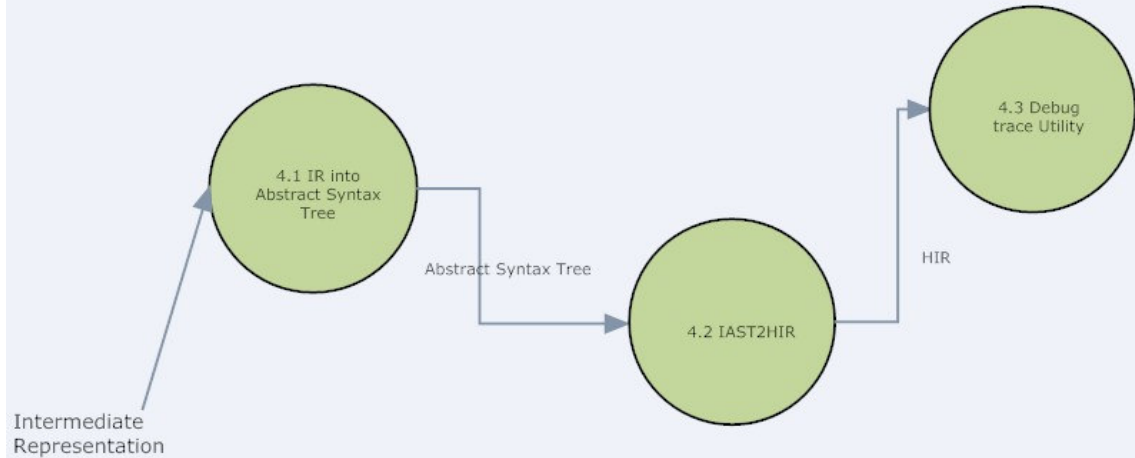 4.3 Debug
trace Utility
4.1 IR into
Abstract Syntax
Tree
Abstract Syntax Tree
HIR
4.2 IAST2HIR
Intermediate
Representation